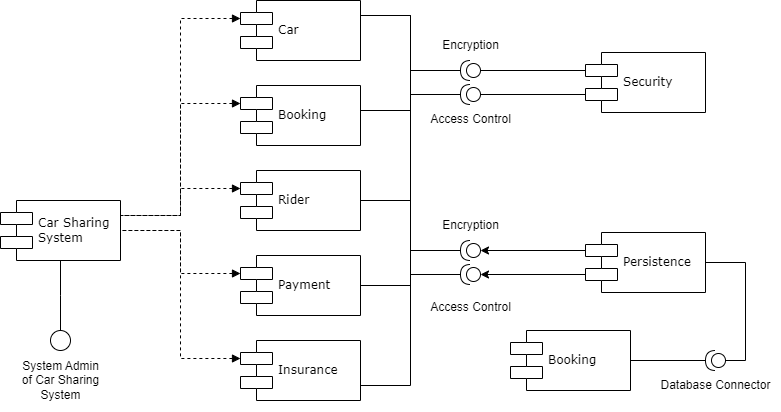 Car
Encryption
Security
Booking
Access Control
Rider
Car Sharing
System
Encryption
Persistence
Payment
Access Control
System Admin
of Car Sharing
System
Insurance
Booking
Database Connector